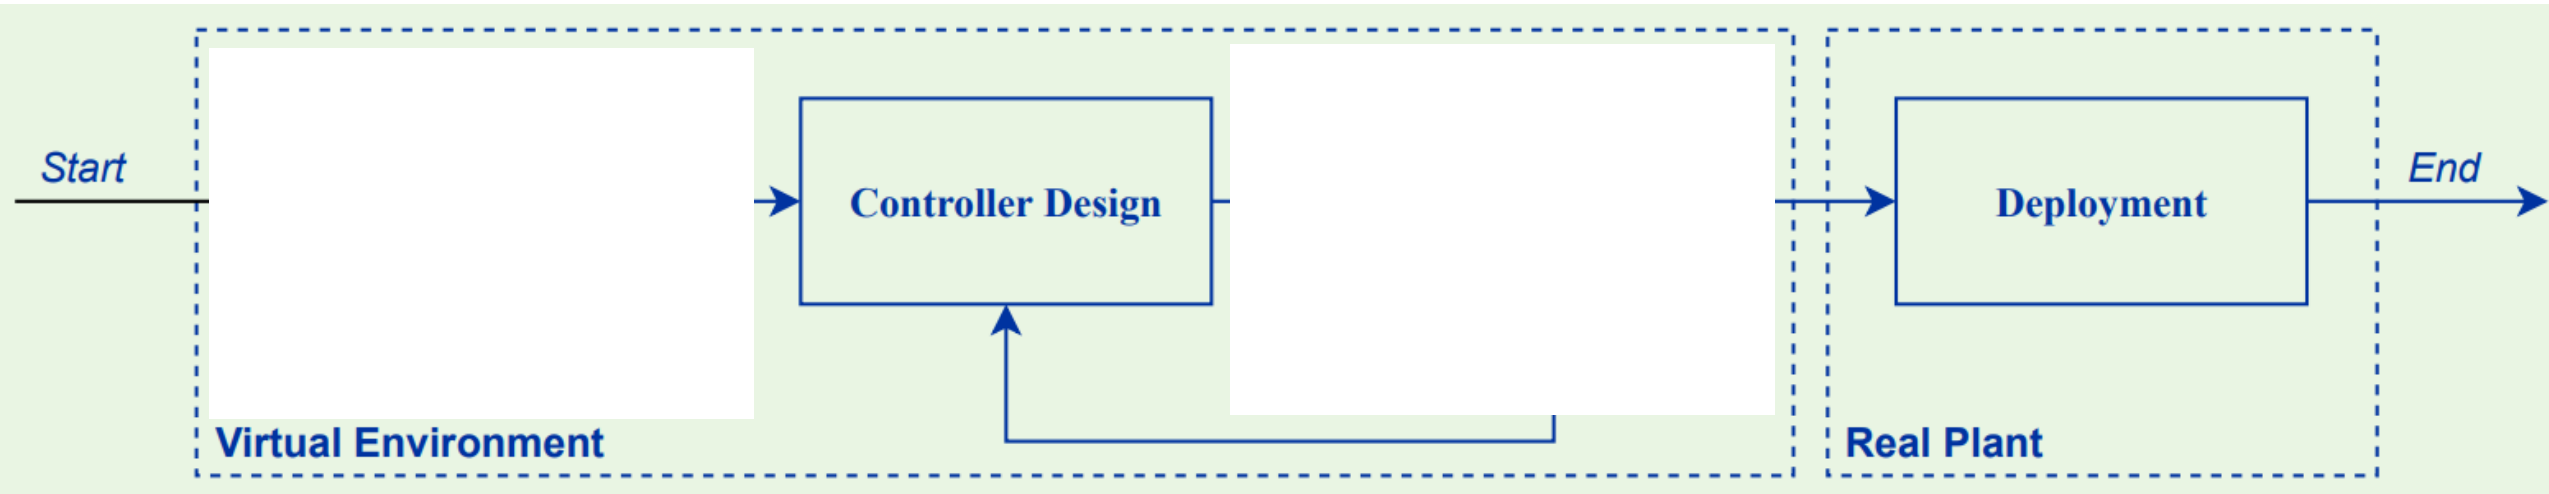 Start
Controller Design
Deployment
End
Virtual Environment
Real Plant